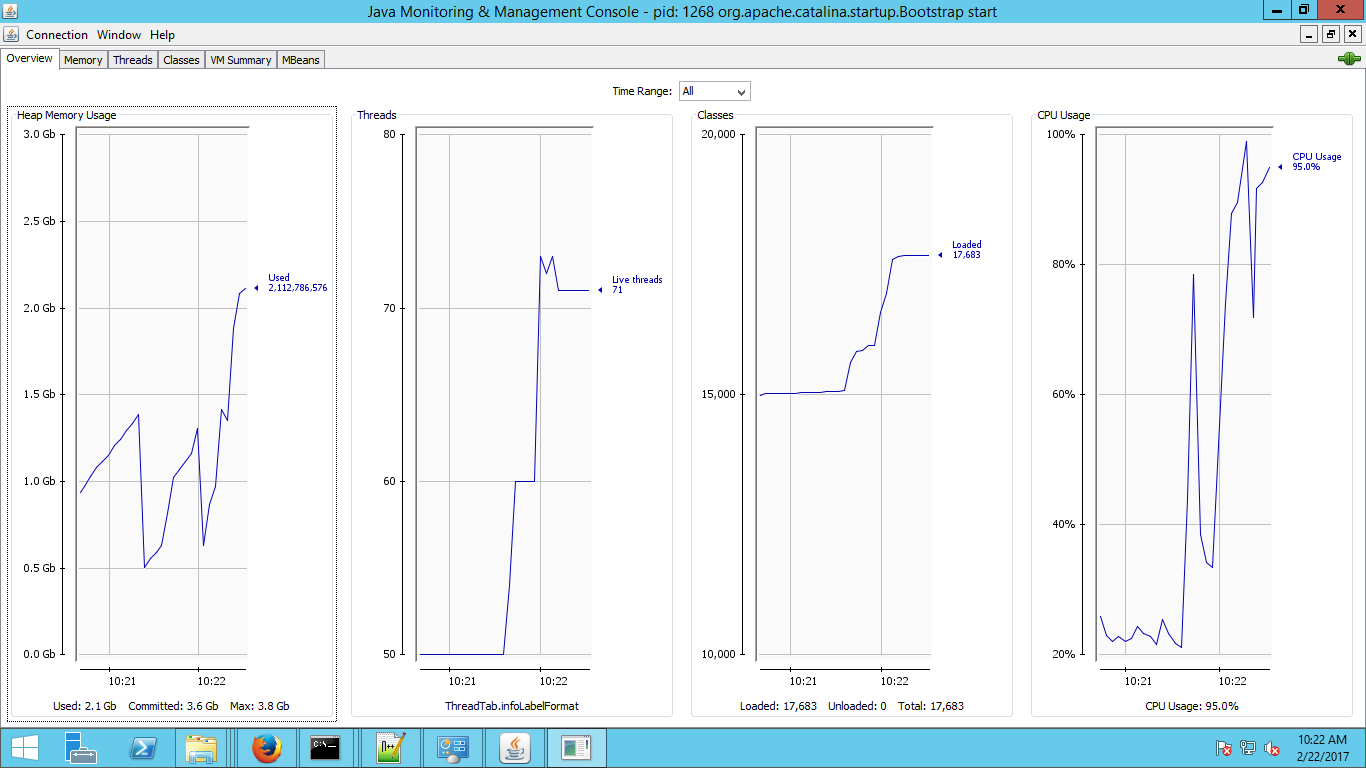 Java Monitoring & Management Console - pid: 1268 org.apache.catalina.startup.Bootstrap start
Connection Window Help
Overview Memory Threads Classes VM Summary MBeans
Time Range: All
Heap Memory Usage
3.0 Gb
2.5 Gb
2.0 Gb
1.5 Gb
1.0 Gb
0.5 Gb
0.0 Gb
Used
2,112,786,576
10:21 10:22
Used: 2.1 Gb Committed: 3.6 Gb Max: 3.8 Gb
Threads
80
70
60
50
Live threads
71
10:21 10:22
ThreadTab.infoLabelFormat
Classes
20,000
15,000
10,000
Loaded
17,683
10:21 10:22
Loaded: 17,683 Unloaded: 0 Total: 17,683
CPU Usage
100%
80%
60%
40%
20%
CPU Usage
95.0%
10:21 10:22
CPU Usage: 95.0%
C:\_
10:22 AM
2/22/2017